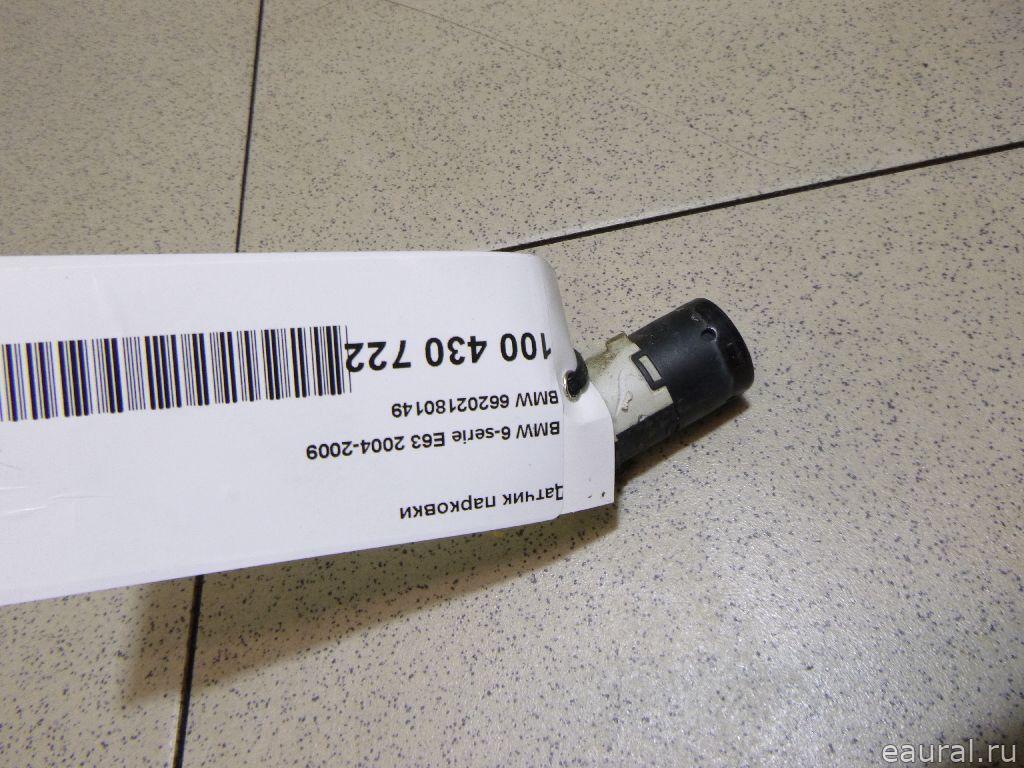 Датчик парковки
BMW 6-serie E63 2004-2009
BMW 66202180149
100 430 722
eaural.ru